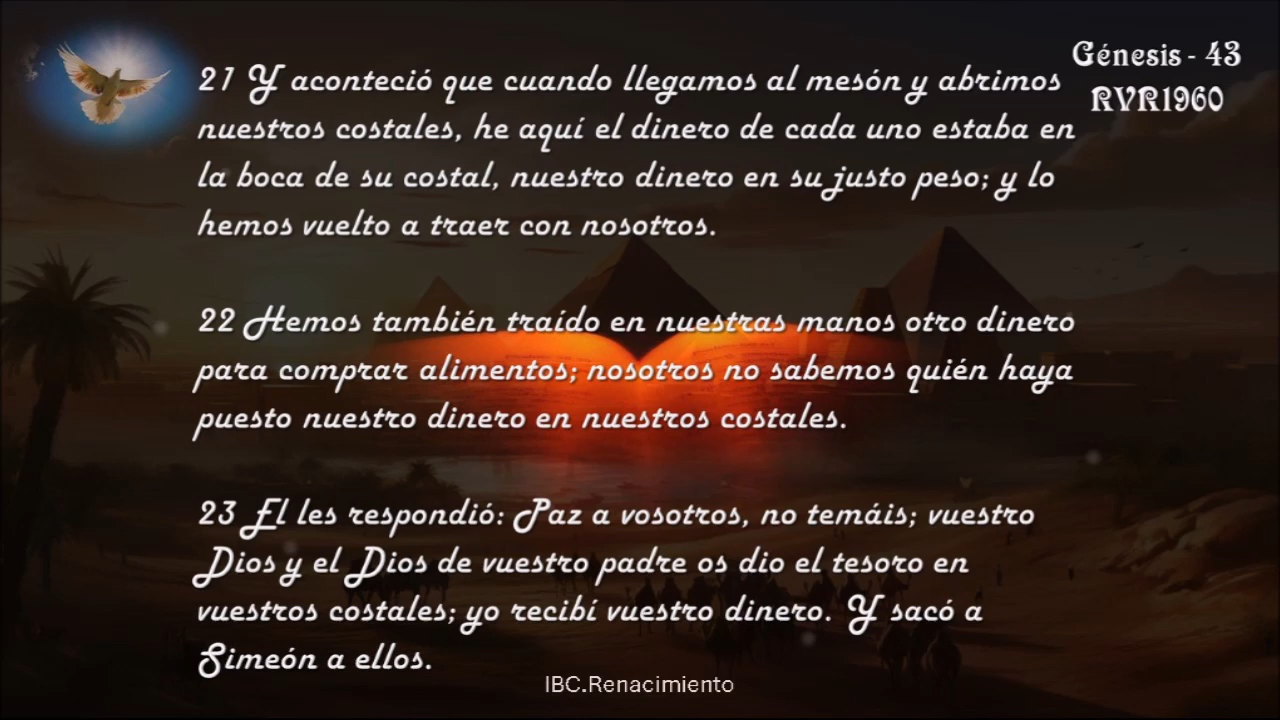 Génesis - 43
RVR1960
21 Y aconteció que cuando llegamos al mesón y abrimos
nuestros costales, he aquí el dinero de cada uno estaba en
la boca de su costal, nuestro dinero en su justo peso; y lo
hemos vuelto a traer con nosotros.
22 Hemos también traído en nuestras manos otro dinero
para comprar alimentos; nosotros no sabemos quién haya
puesto nuestro dinero en nuestros costales.
23 El les respondió: Paz a vosotros, no temáis; vuestro
Dios y el Dios de vuestro padre os dio el tesoro en
vuestros costales; yo recibí vuestro dinero. Y sacó a
Simeón a ellos.
IBC.Renacimiento